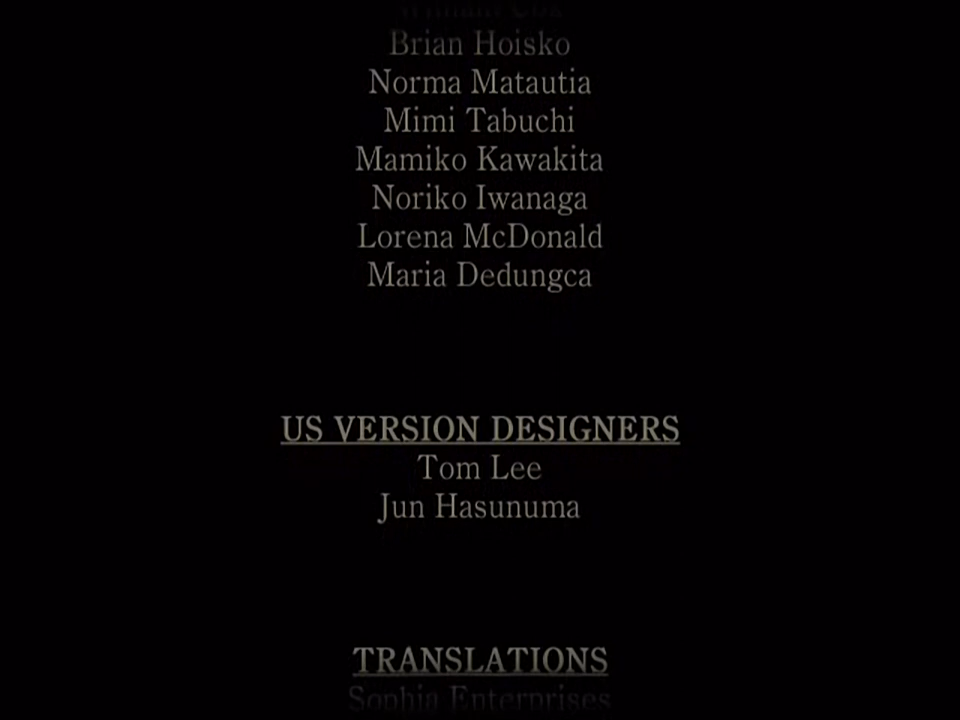 Brian Hoisko
Norma Matautia
Mimi Tabuchi
Mamiko Kawakita
Noriko Iwanaga
Lorena McDonald
Maria Dedungca
US VERSION DESIGNERS
Tom Lee
Jun Hasunuma
TRANSLATIONS
Sophia Enterprises